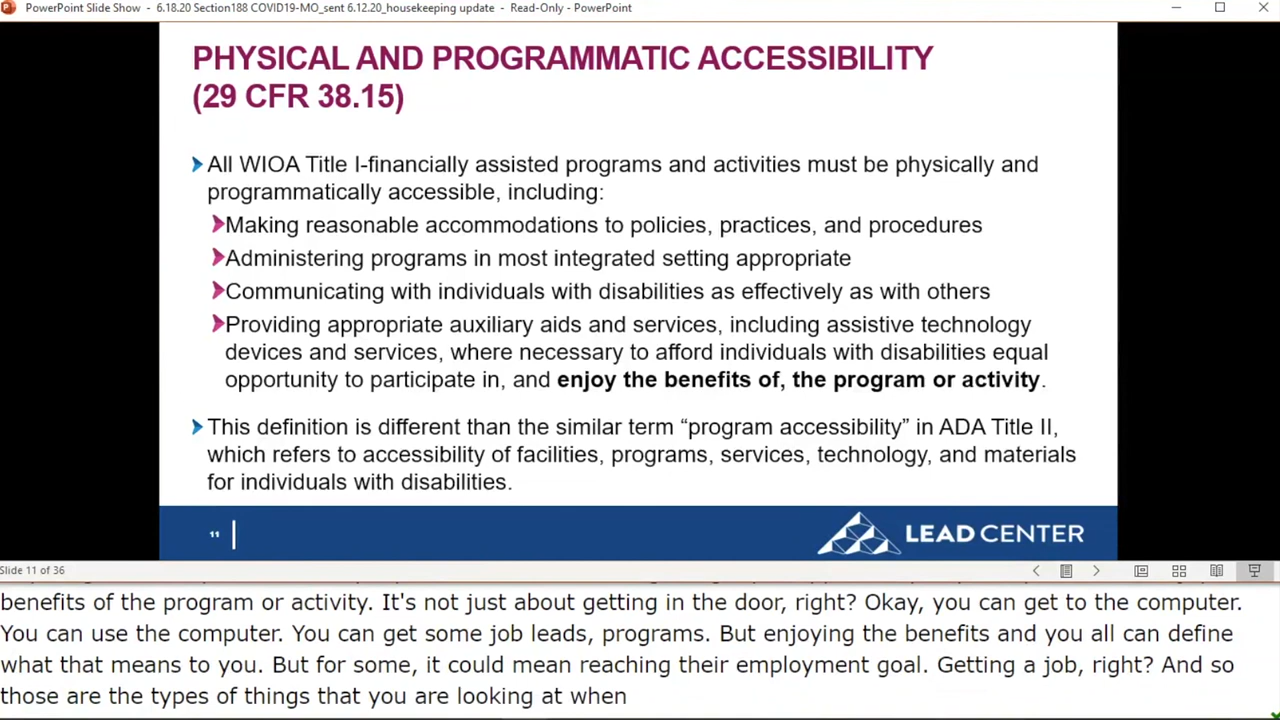 PowerPoint Slide Show - 6.18.20 Section188 COVID19-MO_sent 6.12.20_housekeeping update - Read-Only - PowerPoint
PHYSICAL AND PROGRAMMATIC ACCESSIBILITY
(29 CFR 38.15)
All WIOA Title I-financially assisted programs and activities must be physically and
programmatically accessible, including:
Making reasonable accommodations to policies, practices, and procedures
Administering programs in most integrated setting appropriate
Communicating with individuals with disabilities as effectively as with others
Providing appropriate auxiliary aids and services, including assistive technology
devices and services, where necessary to afford individuals with disabilities equal
opportunity to participate in, and enjoy the benefits of, the program or activity.
This definition is different than the similar term “program accessibility” in ADA Title II,
which refers to accessibility of facilities, programs, services, technology, and materials
for individuals with disabilities.
11
LEAD CENTER
Slide 11 of 36
benefits of the program or activity. It's not just about getting in the door, right? Okay, you can get to the computer.
You can use the computer. You can get some job leads, programs. But enjoying the benefits and you all can define
what that means to you. But for some, it could mean reaching their employment goal. Getting a job, right? And so
those are the types of things that you are looking at when